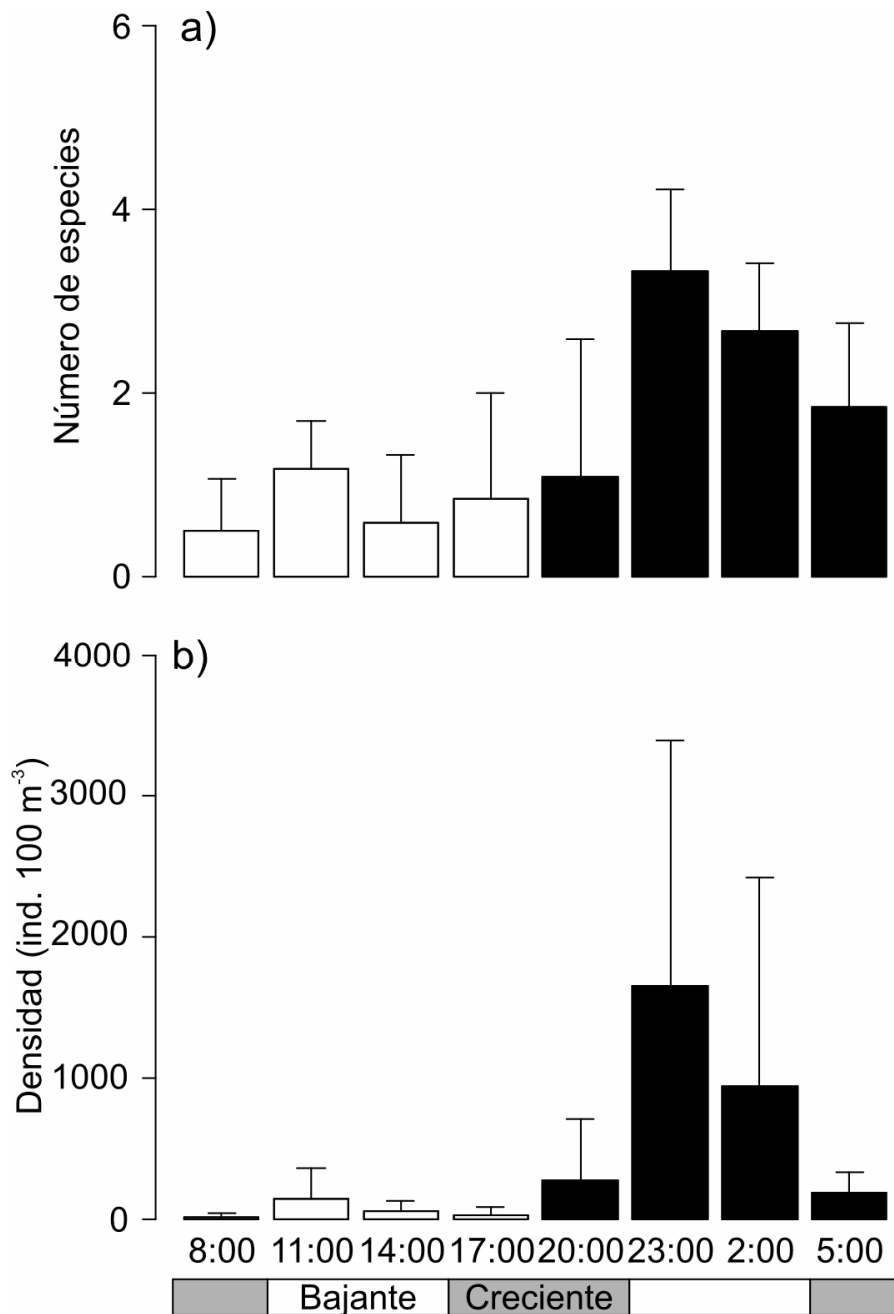 a)
6
4
2
0
Número de especies
b)
4000
3000
2000
1000
0
Densidad (ind. 100 m⁻³)
8:00 11:00 14:00 17:00 20:00 23:00 2:00 5:00
Bajante Creciente